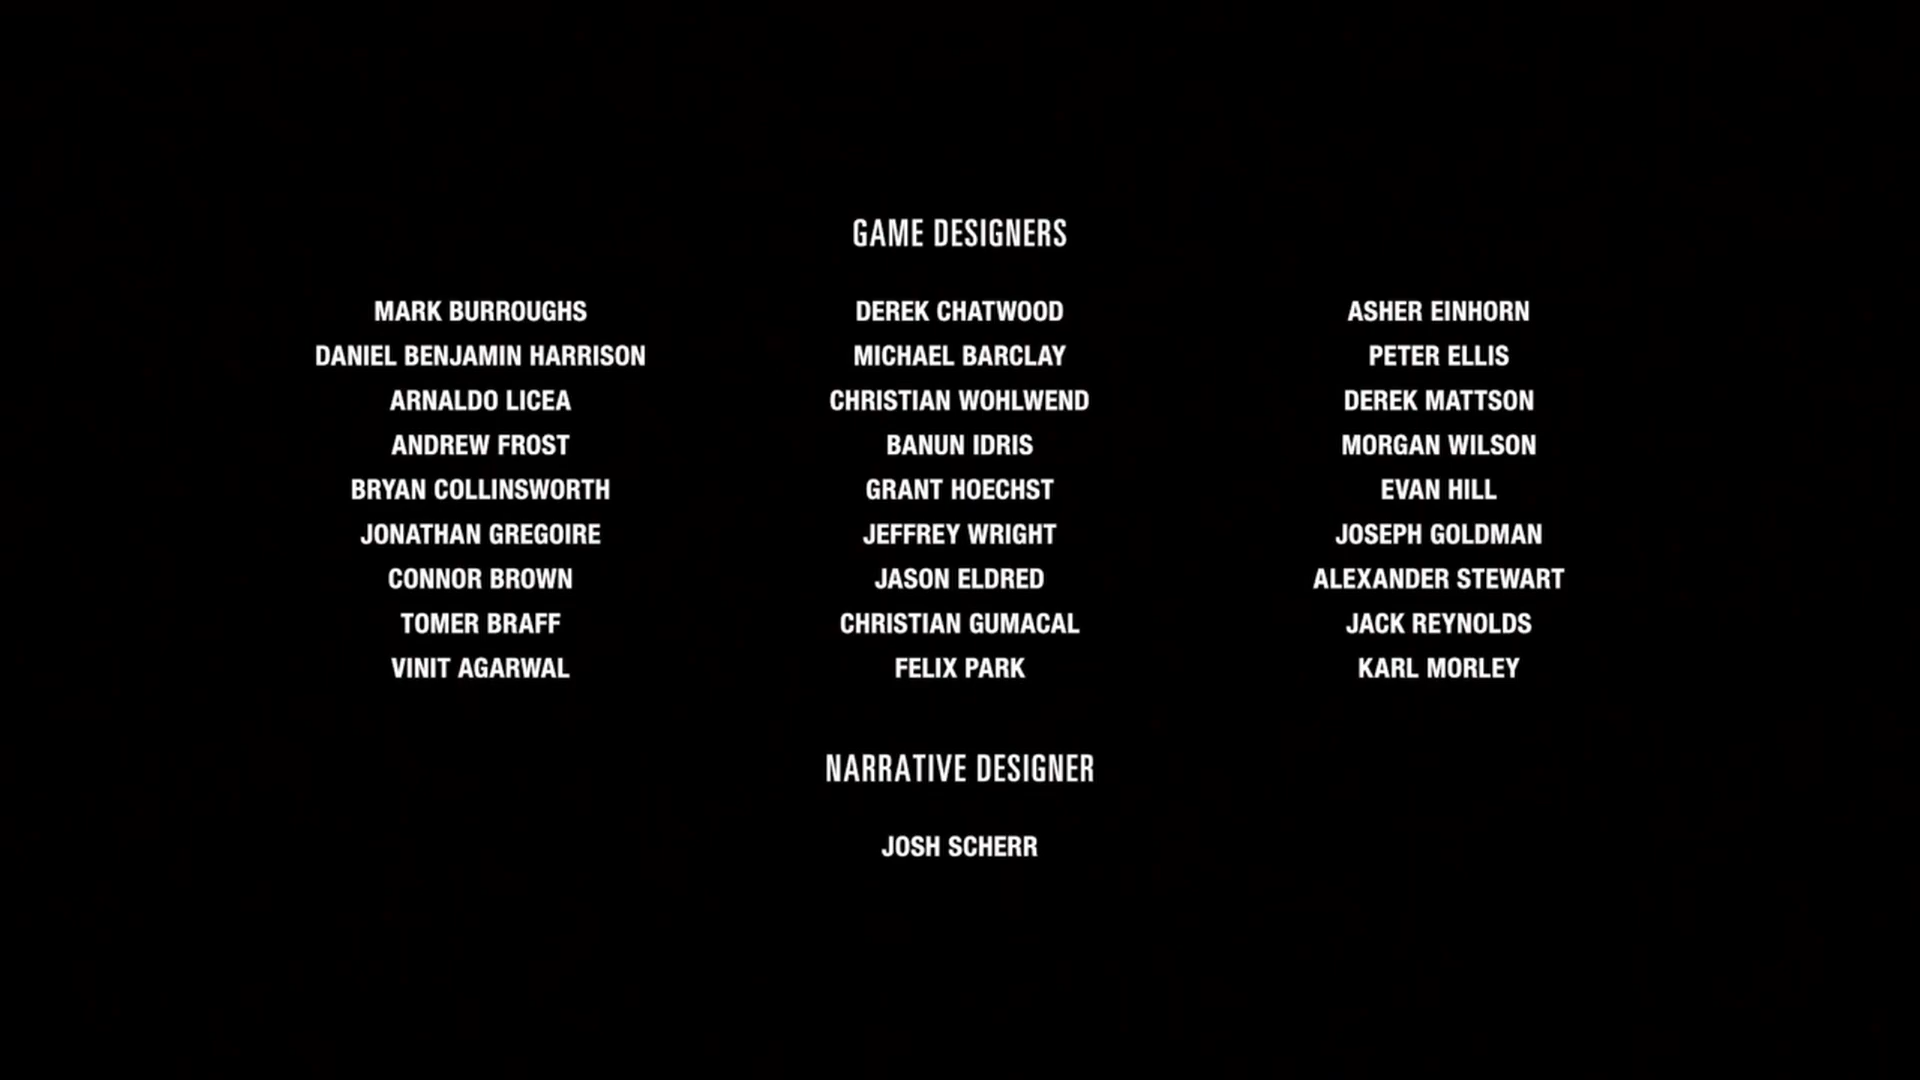 GAME DESIGNERS
MARK BURROUGHS
DANIEL BENJAMIN HARRISON
ARNALDO LICEA
ANDREW FROST
BRYAN COLLINSWORTH
JONATHAN GREGOIRE
CONNOR BROWN
TOMER BRAFF
VINIT AGARWAL
DEREK CHATWOOD
MICHAEL BARCLAY
CHRISTIAN WOHLWEND
BANUN IDRIS
GRANT HOECHST
JEFFREY WRIGHT
JASON ELDRED
CHRISTIAN GUMACAL
FELIX PARK
ASHER EINHORN
PETER ELLIS
DEREK MATTSON
MORGAN WILSON
EVAN HILL
JOSEPH GOLDMAN
ALEXANDER STEWART
JACK REYNOLDS
KARL MORLEY
NARRATIVE DESIGNER
JOSH SCHERR